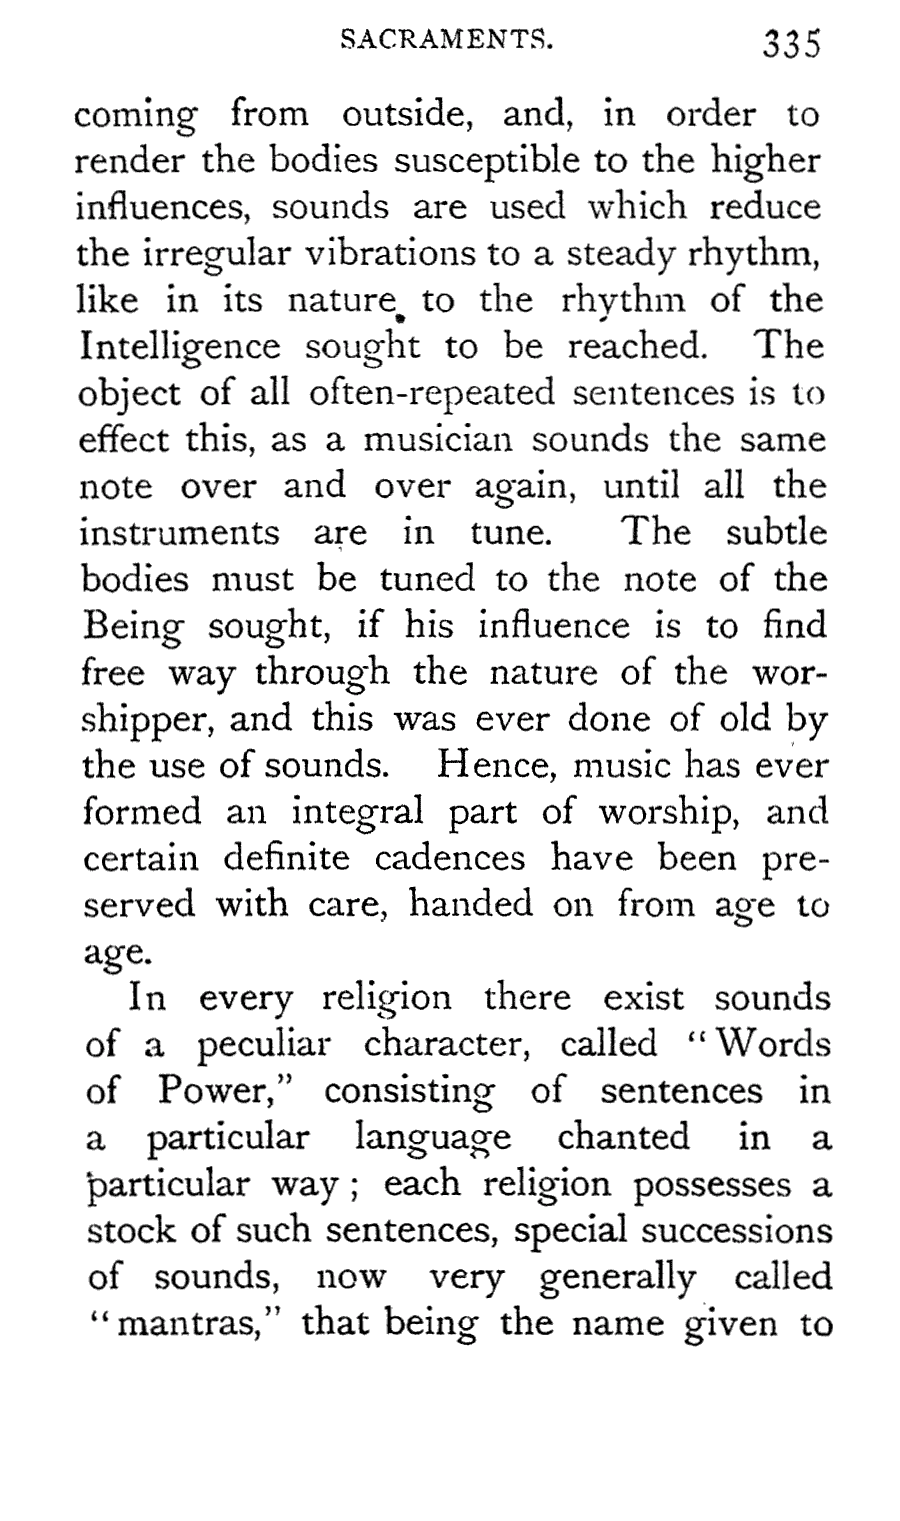 SACRAMENTS. 335
coming from outside, and, in order to
render the bodies susceptible to the higher
influences, sounds are used which reduce
the irregular vibrations to a steady rhythm,
like in its nature to the rhythm of the
Intelligence sought to be reached. The
object of all often-repeated sentences is to
effect this, as a musician sounds the same
note over and over again, until all the
instruments are in tune. The subtle
bodies must be tuned to the note of the
Being sought, if his influence is to find
free way through the nature of the wor-
shipper, and this was ever done of old by
the use of sounds. Hence, music has ever
formed an integral part of worship, and
certain definite cadences have been pre-
served with care, handed on from age to
age.
In every religion there exist sounds
of a peculiar character, called “Words
of Power,” consisting of sentences in
a particular language chanted in a
particular way; each religion possesses a
stock of such sentences, special successions
of sounds, now very generally called
“mantras,” that being the name given to